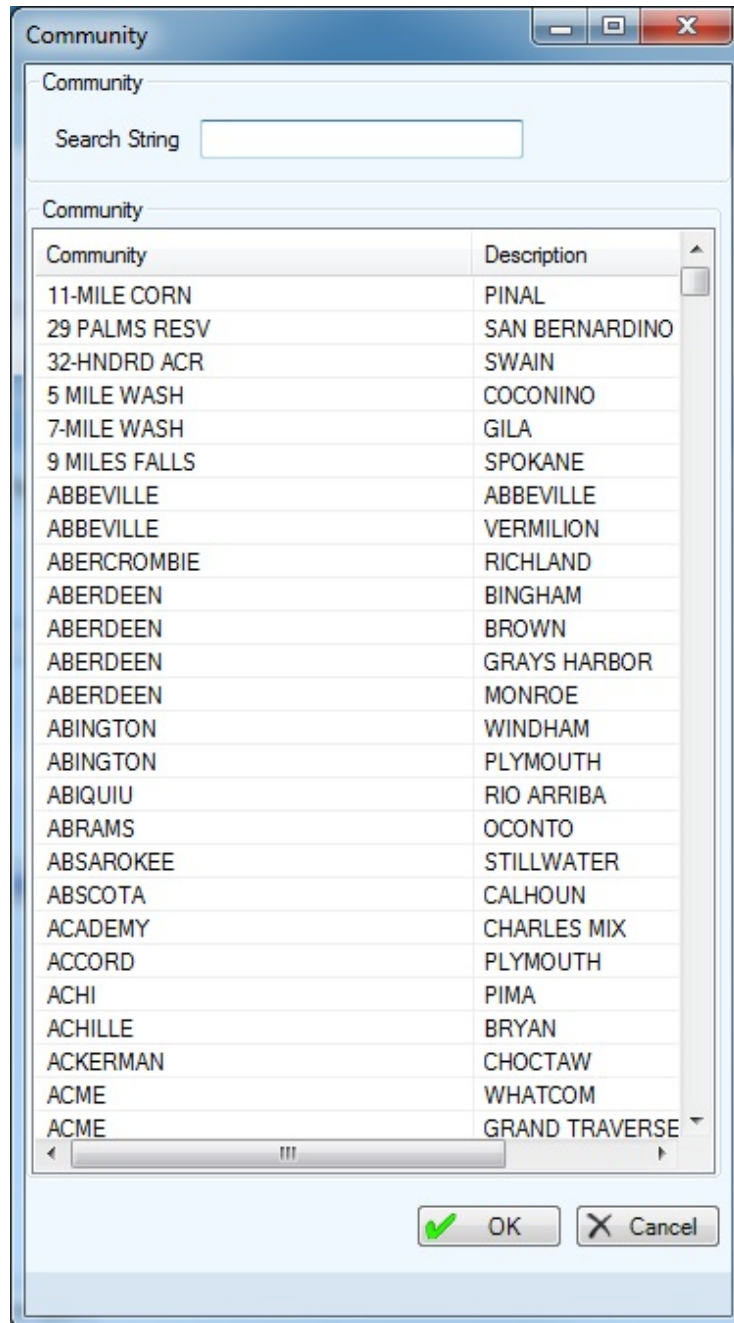 Community
Community
Search String
Community
Community Description
11-MILE CORN PINAL
29 PALMS RESV SAN BERNARDINO
32-HNDRD ACR SWAIN
5 MILE WASH COCONINO
7-MILE WASH GILA
9 MILES FALLS SPOKANE
ABBEVILLE ABBEVILLE
ABBEVILLE VERMILION
ABERCROMBIE RICHLAND
ABERDEEN BINGHAM
ABERDEEN BROWN
ABERDEEN GRAYS HARBOR
ABERDEEN MONROE
ABINGTON WINDHAM
ABINGTON PLYMOUTH
ABIQUIU RIO ARRIBA
ABRAMS OCONTO
ABSAROKEE STILLWATER
ABSCOTA CALHOUN
ACADEMY CHARLES MIX
ACCORD PLYMOUTH
ACHI PIMA
ACHILLE BRYAN
ACKERMAN CHOCTAW
ACME WHATCOM
ACME GRAND TRAVERSE
OK Cancel